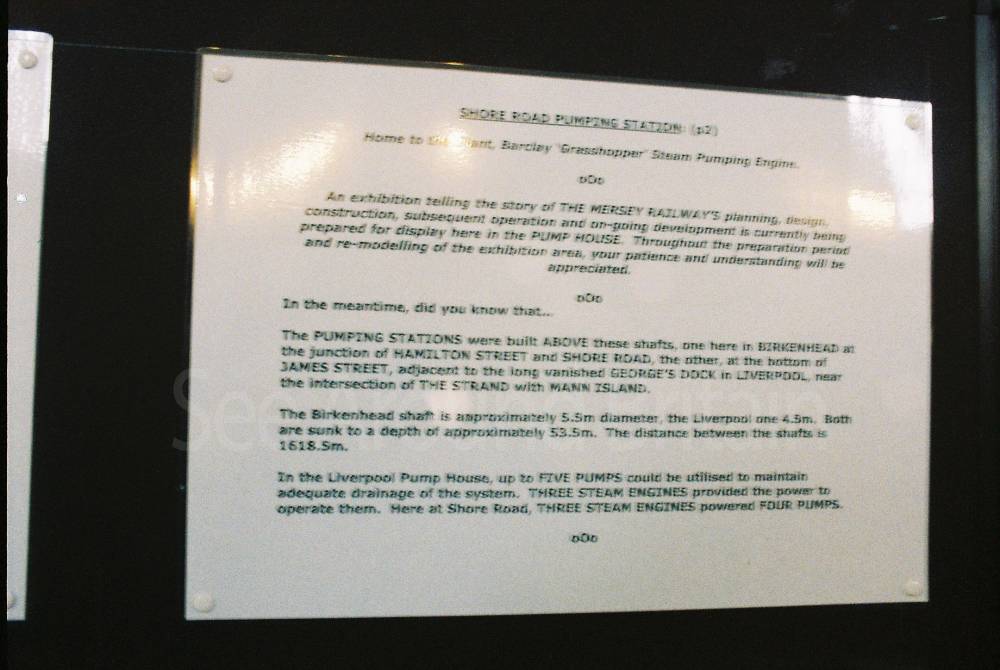 SHORE ROAD PUMPING STATION: (p2)
Home to the Giant, Barclay 'Grasshopper' Steam Pumping Engine.
oOo
An exhibition telling the story of THE MERSEY RAILWAY'S planning, design,
construction, subsequent operation and on-going development is currently being
prepared for display here in the PUMP HOUSE. Throughout the preparation period
and re-modelling of the exhibition area, your patience and understanding will be
appreciated.
oOo
In the meantime, did you know that...
The PUMPING STATIONS were built ABOVE these shafts, one here in BIRKENHEAD at
the junction of HAMILTON STREET and SHORE ROAD, the other, at the bottom of
JAMES STREET, adjacent to the long vanished GEORGE'S DOCK in LIVERPOOL, near
the intersection of THE STRAND with MANN ISLAND.
The Birkenhead shaft is approximately 5.5m diameter, the Liverpool one 4.5m. Both
are sunk to a depth of approximately 53.5m. The distance between the shafts is
1618.5m.
In the Liverpool Pump House, up to FIVE PUMPS could be utilised to maintain
adequate drainage of the system. THREE STEAM ENGINES provided the power to
operate them. Here at Shore Road, THREE STEAM ENGINES powered FOUR PUMPS.
oOo